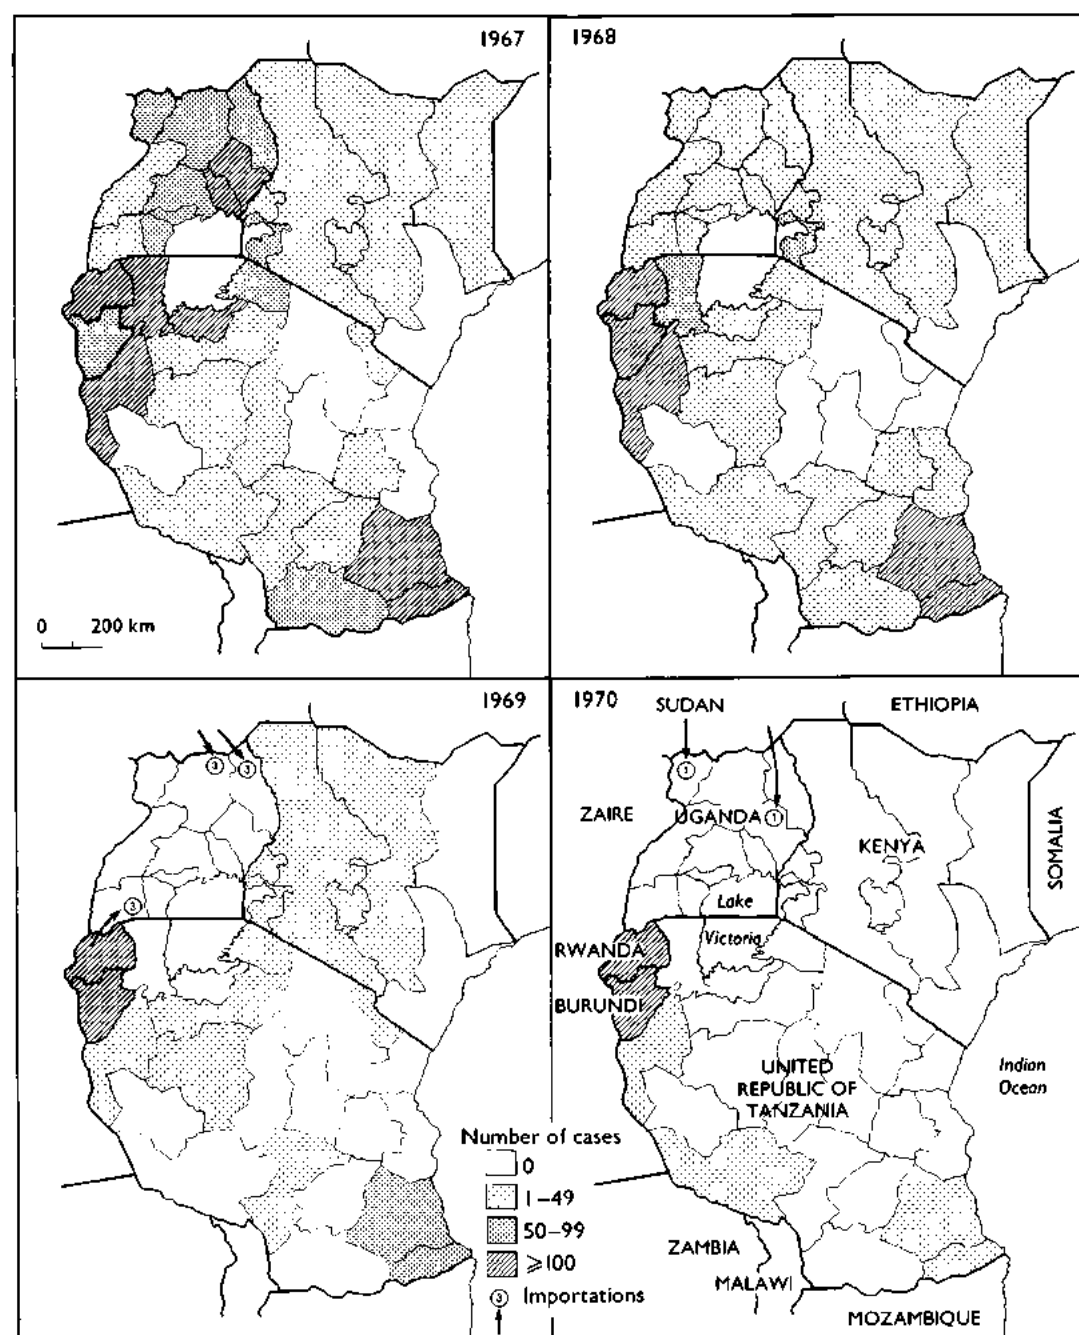 1967
1968
0 200 km
1969
3
3
3
Number of cases
0
1–49
50–99
⩾100
3 Importations
1970
SUDAN
ETHIOPIA
1
ZAIRE
UGANDA 1
KENYA
SOMALIA
Lake
Victoria
RWANDA
BURUNDI
UNITED
REPUBLIC OF
TANZANIA
Indian
Ocean
ZAMBIA
MALAWI
MOZAMBIQUE